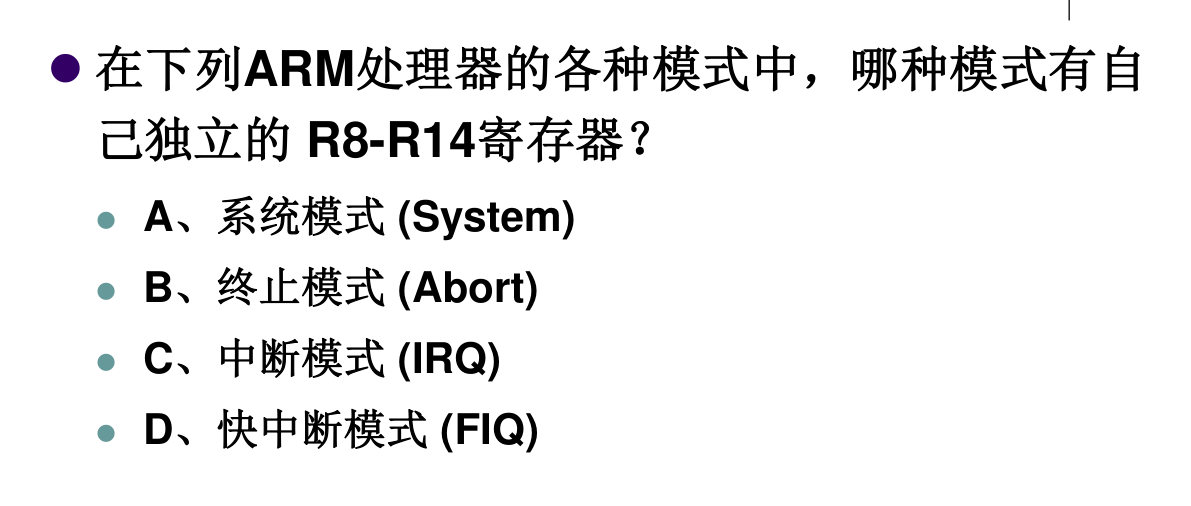 在下列ARM处理器的各种模式中，哪种模式有自
己独立的 R8-R14寄存器？
A、系统模式 (System)
B、终止模式 (Abort)
C、中断模式 (IRQ)
D、快中断模式 (FIQ)